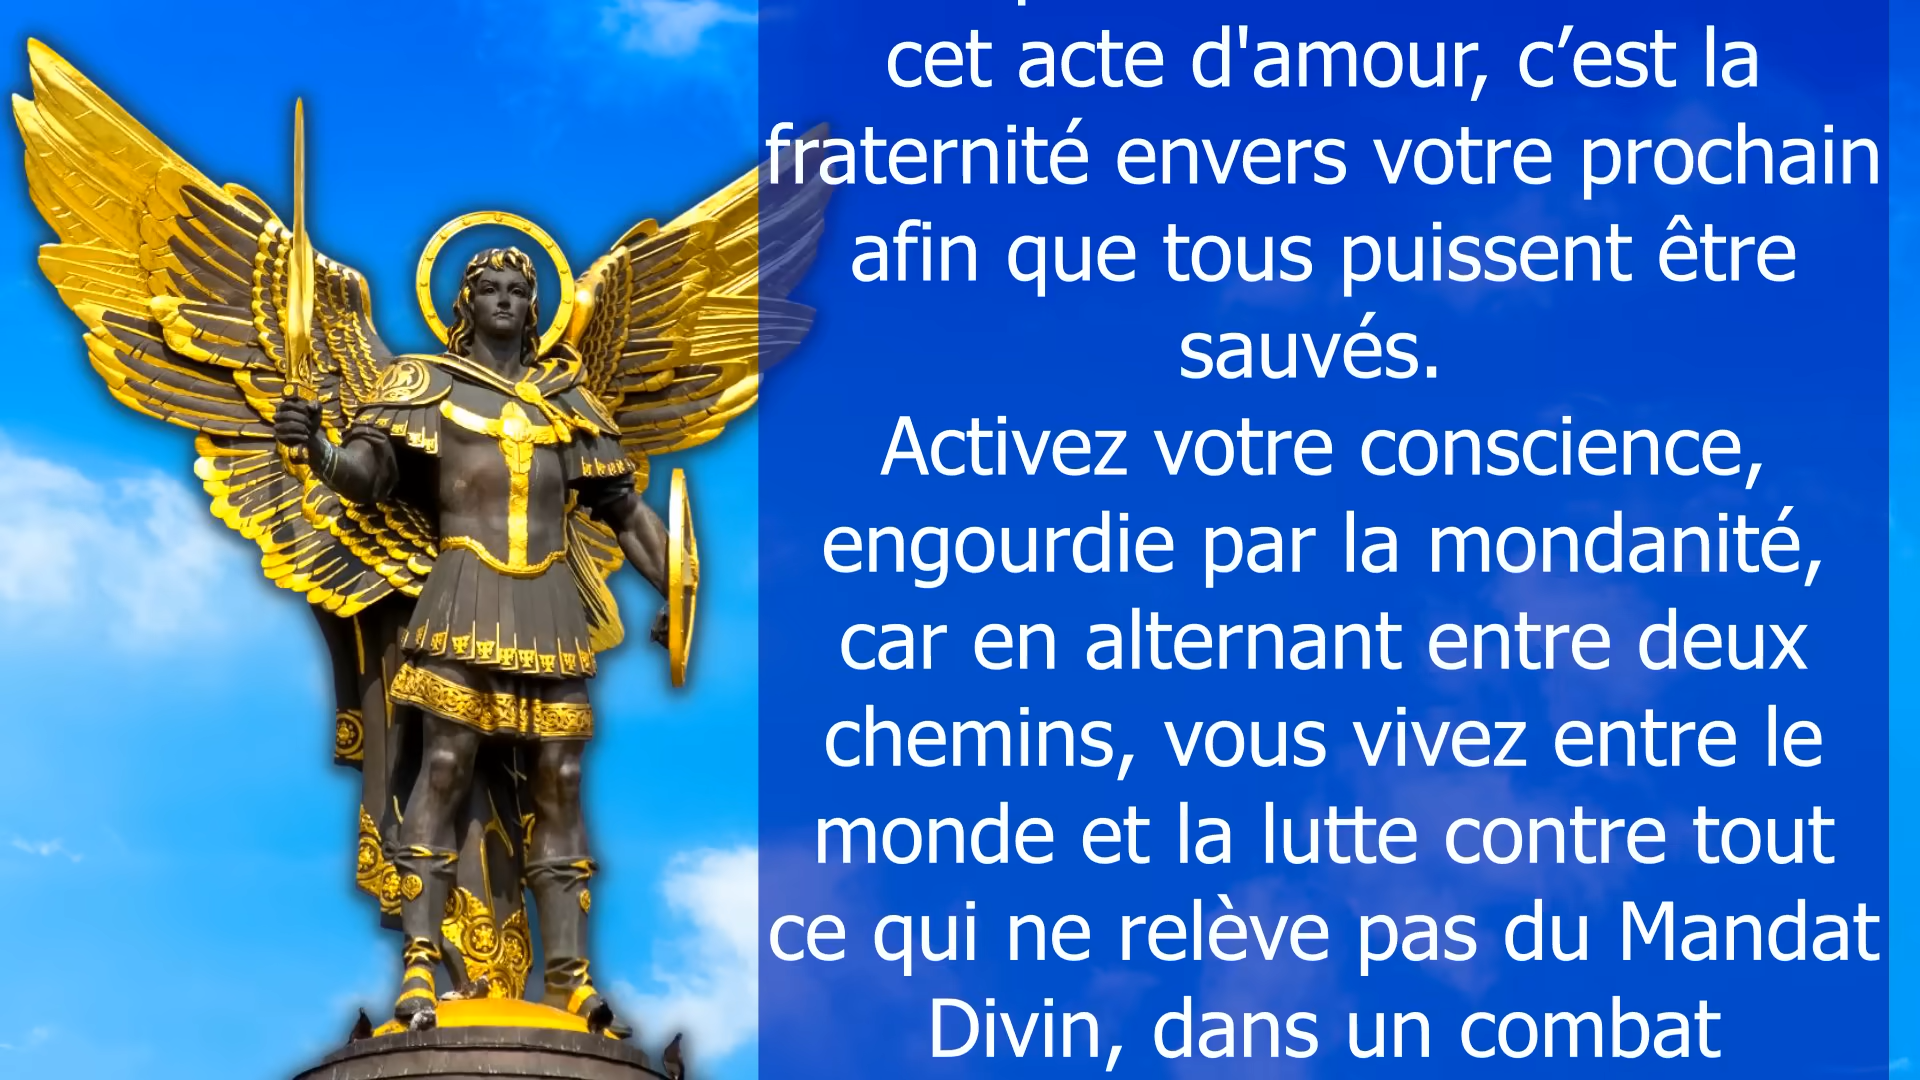 cet acte d'amour, c’est la
fraternité envers votre prochain
afin que tous puissent être
sauvés.
Activez votre conscience,
engourdie par la mondanité,
car en alternant entre deux
chemins, vous vivez entre le
monde et la lutte contre tout
ce qui ne relève pas du Mandat
Divin, dans un combat